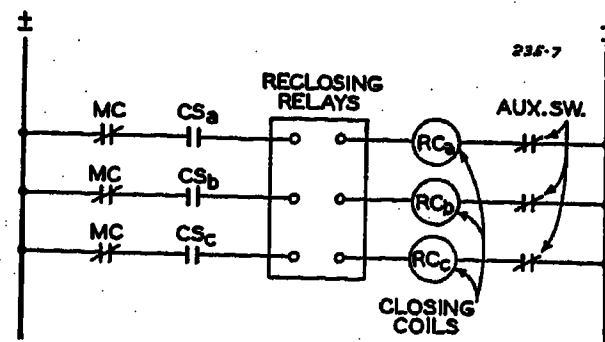 ±
235-7
RECLOSING
RELAYS
AUX. SW.
MC
CSa
RCa
MC
CSb
RCb
MC
CSc
RCc
CLOSING
COILS